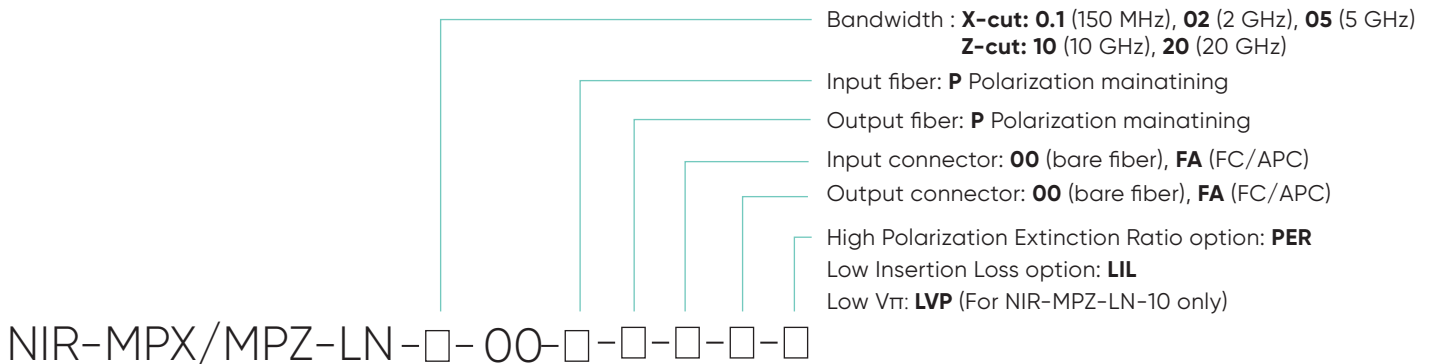 Bandwidth : X-cut: 0.1 (150 MHz), 02 (2 GHz), 05 (5 GHz)
Z-cut: 10 (10 GHz), 20 (20 GHz)
Input fiber: P Polarization mainatining
Output fiber: P Polarization mainatining
Input connector: 00 (bare fiber), FA (FC/APC)
Output connector: 00 (bare fiber), FA (FC/APC)
High Polarization Extinction Ratio option: PER
Low Insertion Loss option: LIL
Low Vπ: LVP (For NIR-MPZ-LN-10 only)
NIR-MPX/MPZ-LN-□-00-□-□-□-□-□